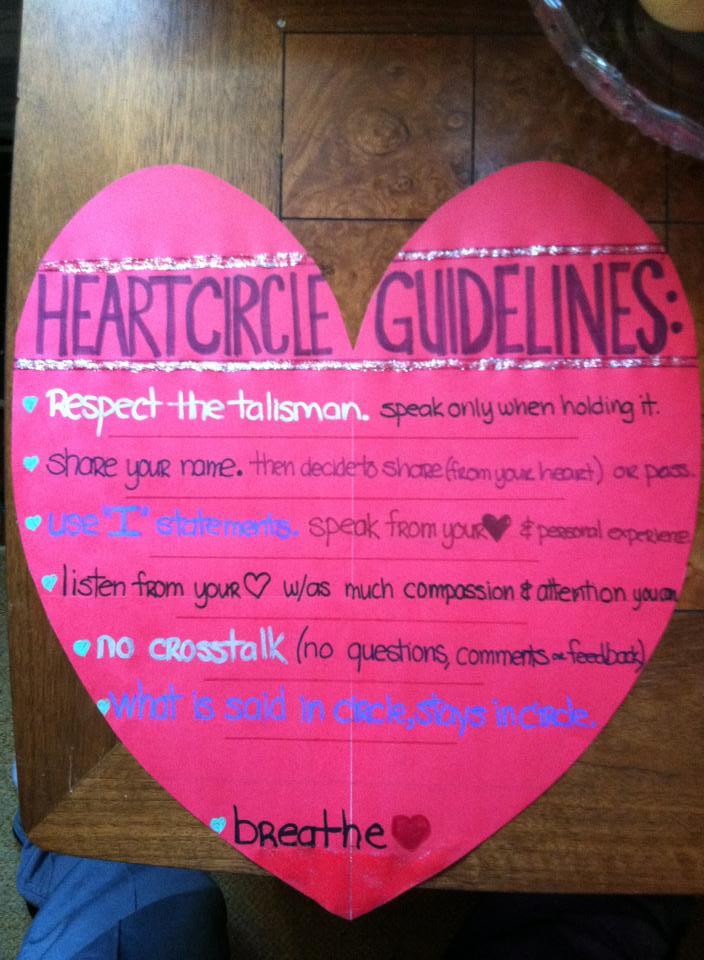 HEARTCIRCLE GUIDELINES:
Respect the talisman. speak only when holding it.
share your name. then decide to share (from your heart) or pass.
use "I" statements. speak from your ♥ & personal experience.
listen from your ♡ w/as much compassion & attention you can
no crosstalk (no questions, comments or feedback)
what is said in circle, stays in circle.
breathe ♥